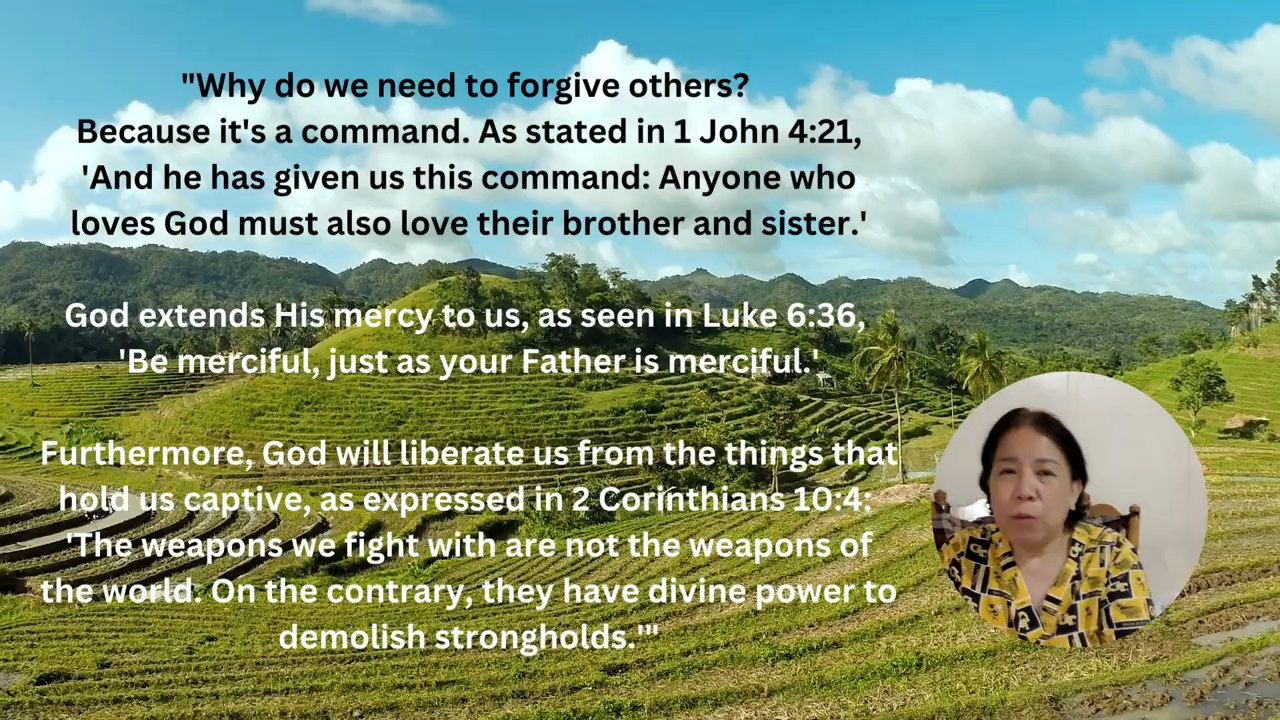 "Why do we need to forgive others?
Because it's a command. As stated in 1 John 4:21,
'And he has given us this command: Anyone who
loves God must also love their brother and sister.'
God extends His mercy to us, as seen in Luke 6:36,
'Be merciful, just as your Father is merciful.'
Furthermore, God will liberate us from the things that
hold us captive, as expressed in 2 Corinthians 10:4:
'The weapons we fight with are not the weapons of
the world. On the contrary, they have divine power to
demolish strongholds.'"